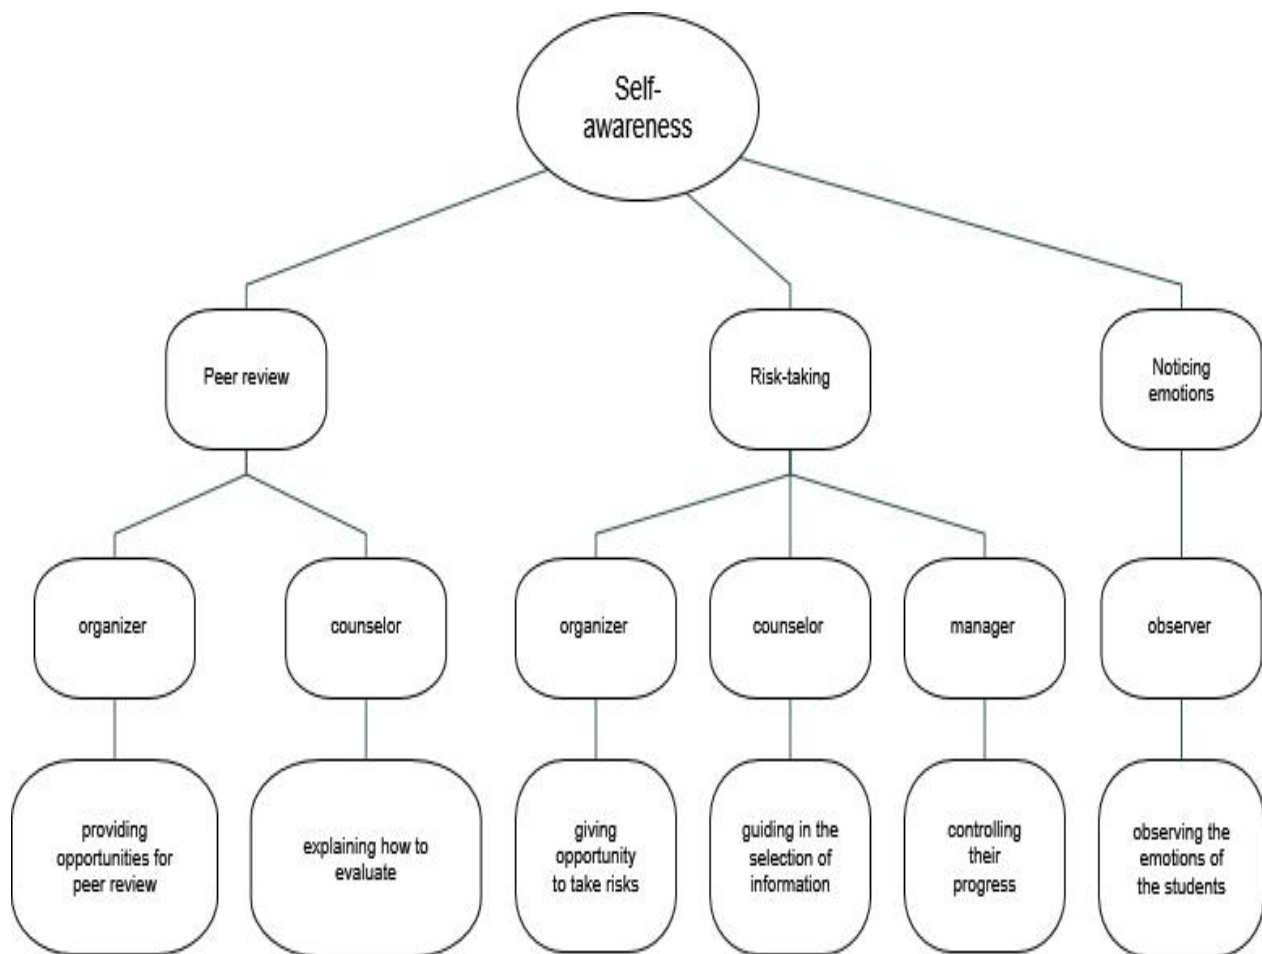 Self-
awareness
Peer review
Risk-taking
Noticing
emotions
organizer
counselor
organizer
counselor
manager
observer
providing
opportunities for
peer review
explaining how to
evaluate
giving
opportunity
to take risks
guiding in the
selection of
information
controlling
their
progress
observing the
emotions of
the students